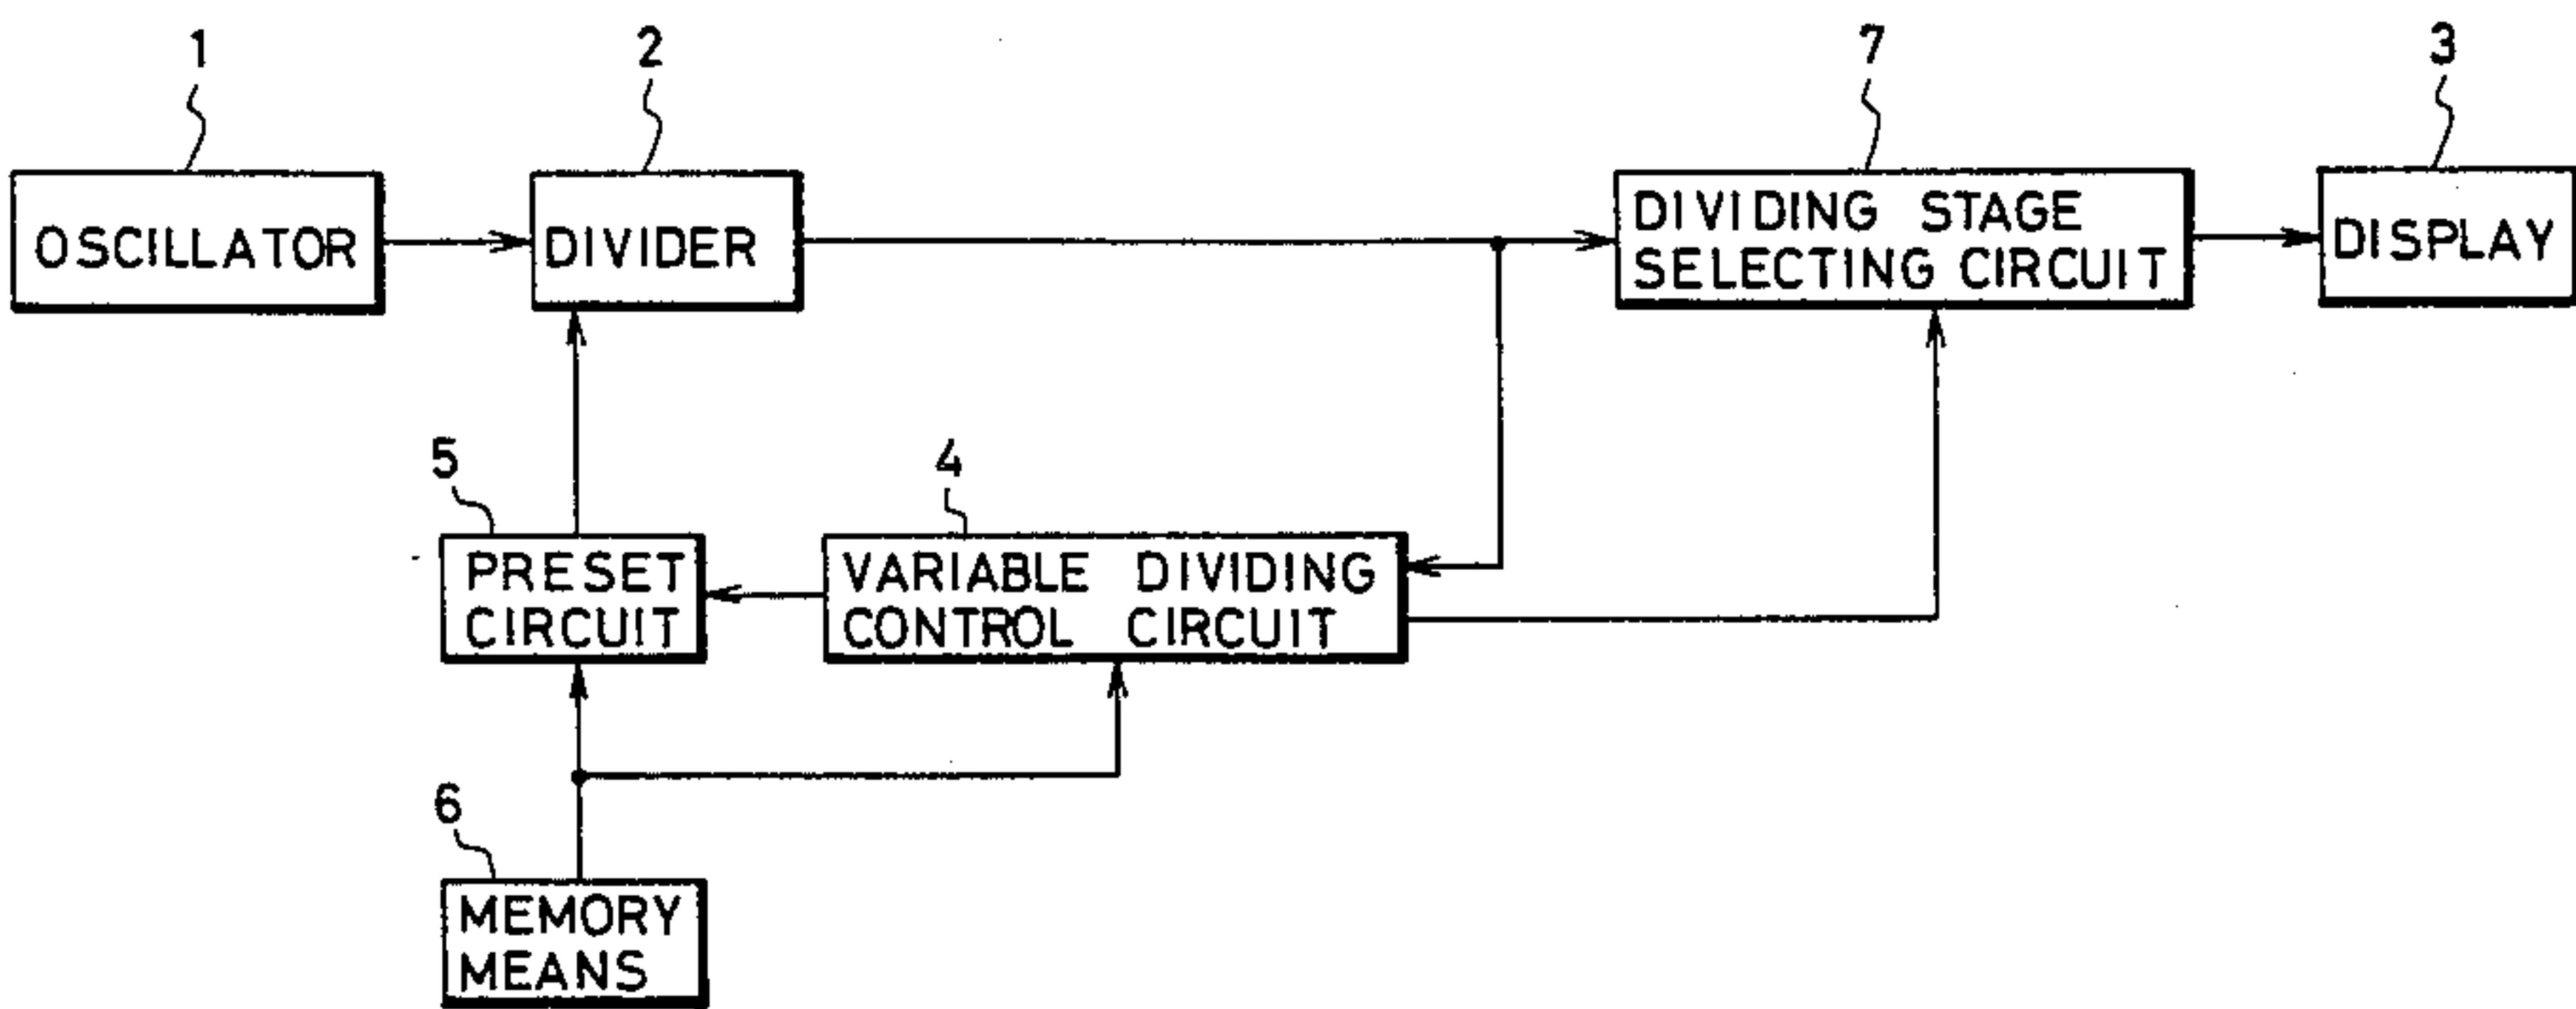 1
2
7
3
OSCILLATOR
DIVIDER
DIVIDING STAGE
SELECTING CIRCUIT
DISPLAY
5
4
PRESET
CIRCUIT
VARIABLE DIVIDING
CONTROL CIRCUIT
6
MEMORY
MEANS